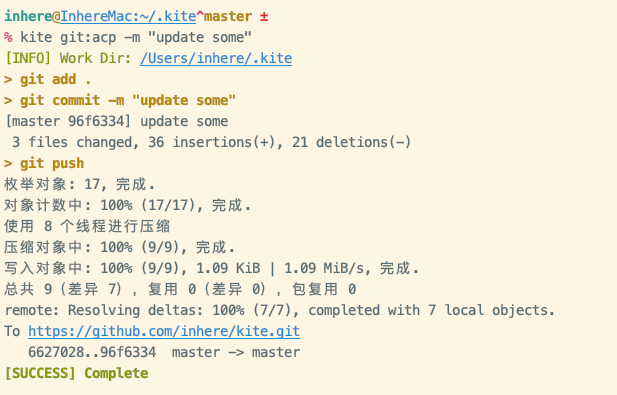 inhere@InhereMac:~/.kite^master ±
% kite git:acp -m "update some"
[INFO] Work Dir: /Users/inhere/.kite
> git add .
> git commit -m "update some"
[master 96f6334] update some
 3 files changed, 36 insertions(+), 21 deletions(-)
> git push
枚举对象: 17, 完成.
对象计数中: 100% (17/17), 完成.
使用 8 个线程进行压缩
压缩对象中: 100% (9/9), 完成.
写入对象中: 100% (9/9), 1.09 KiB | 1.09 MiB/s, 完成.
总共 9（差异 7），复用 0（差异 0），包复用 0
remote: Resolving deltas: 100% (7/7), completed with 7 local objects.
To https://github.com/inhere/kite.git
   6627028..96f6334  master -> master
[SUCCESS] Complete